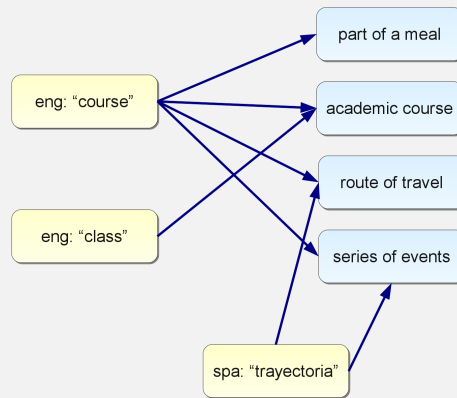 part of a meal
eng: “course”
academic course
route of travel
eng: “class”
series of events
spa: “trayectoria”